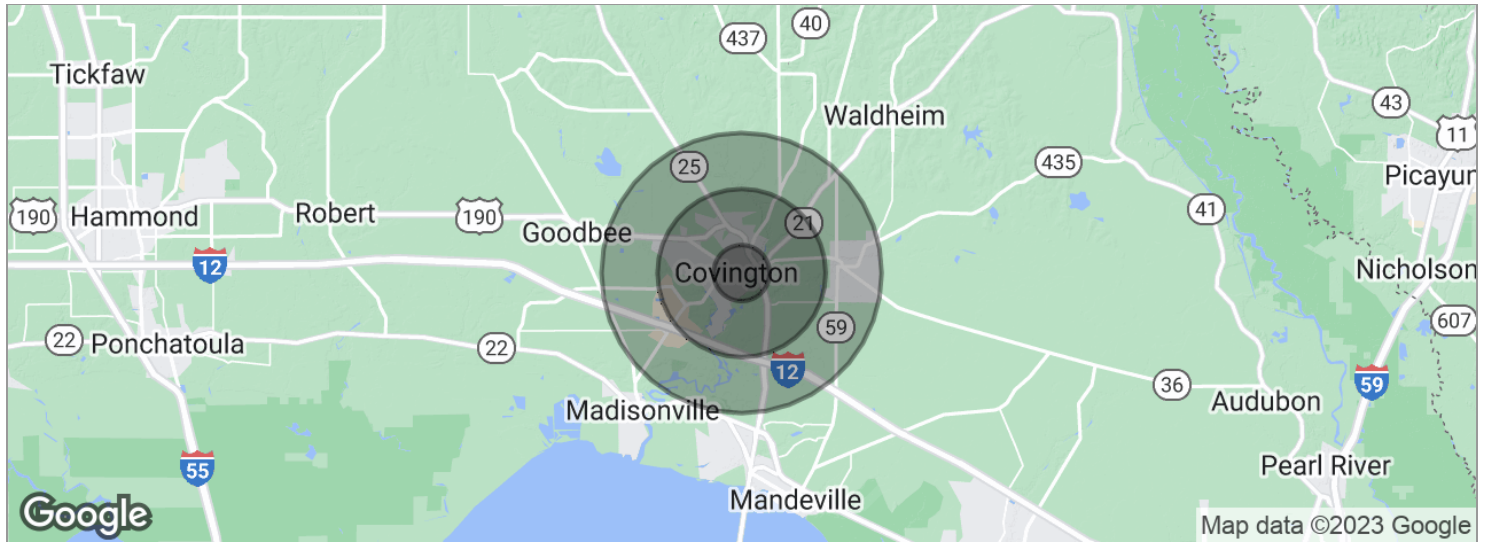 40
437
Tickfaw
43
Waldheim
11
25
435
Picayun
190
Hammond
Robert
190
41
21
Goodbee
12
Covington
Nicholson
59
607
22
Ponchatoula
22
12
36
59
Madisonville
Audubon
55
Pearl River
Mandeville
Google
Map data ©2023 Google